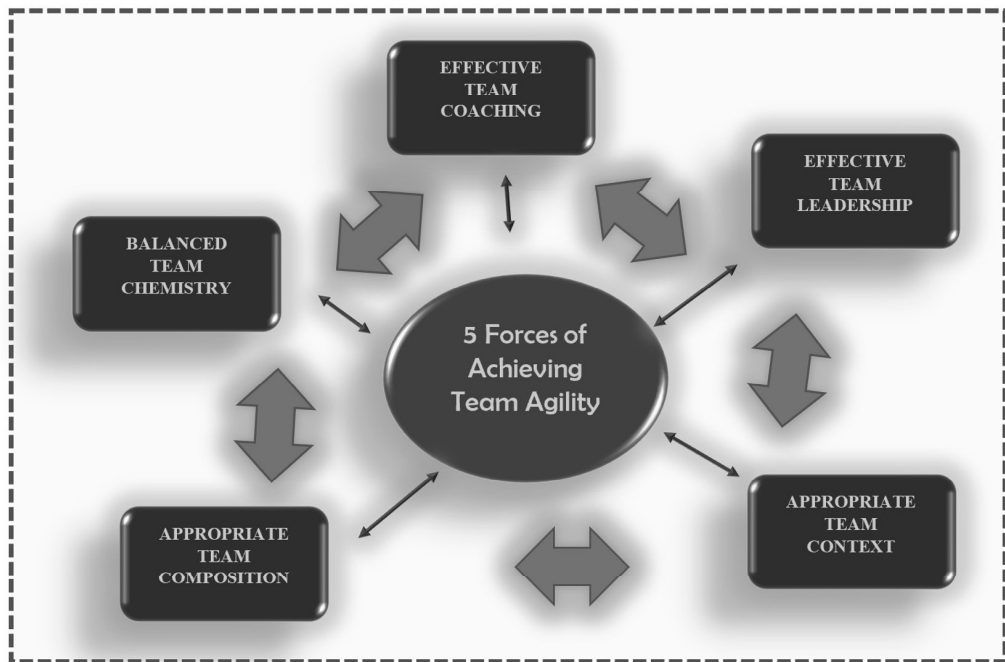 EFFECTIVE
TEAM
COACHING
EFFECTIVE
TEAM
LEADERSHIP
BALANCED
TEAM
CHEMISTRY
5 Forces of
Achieving
Team Agility
APPROPRIATE
TEAM
COMPOSITION
APPROPRIATE
TEAM
CONTEXT